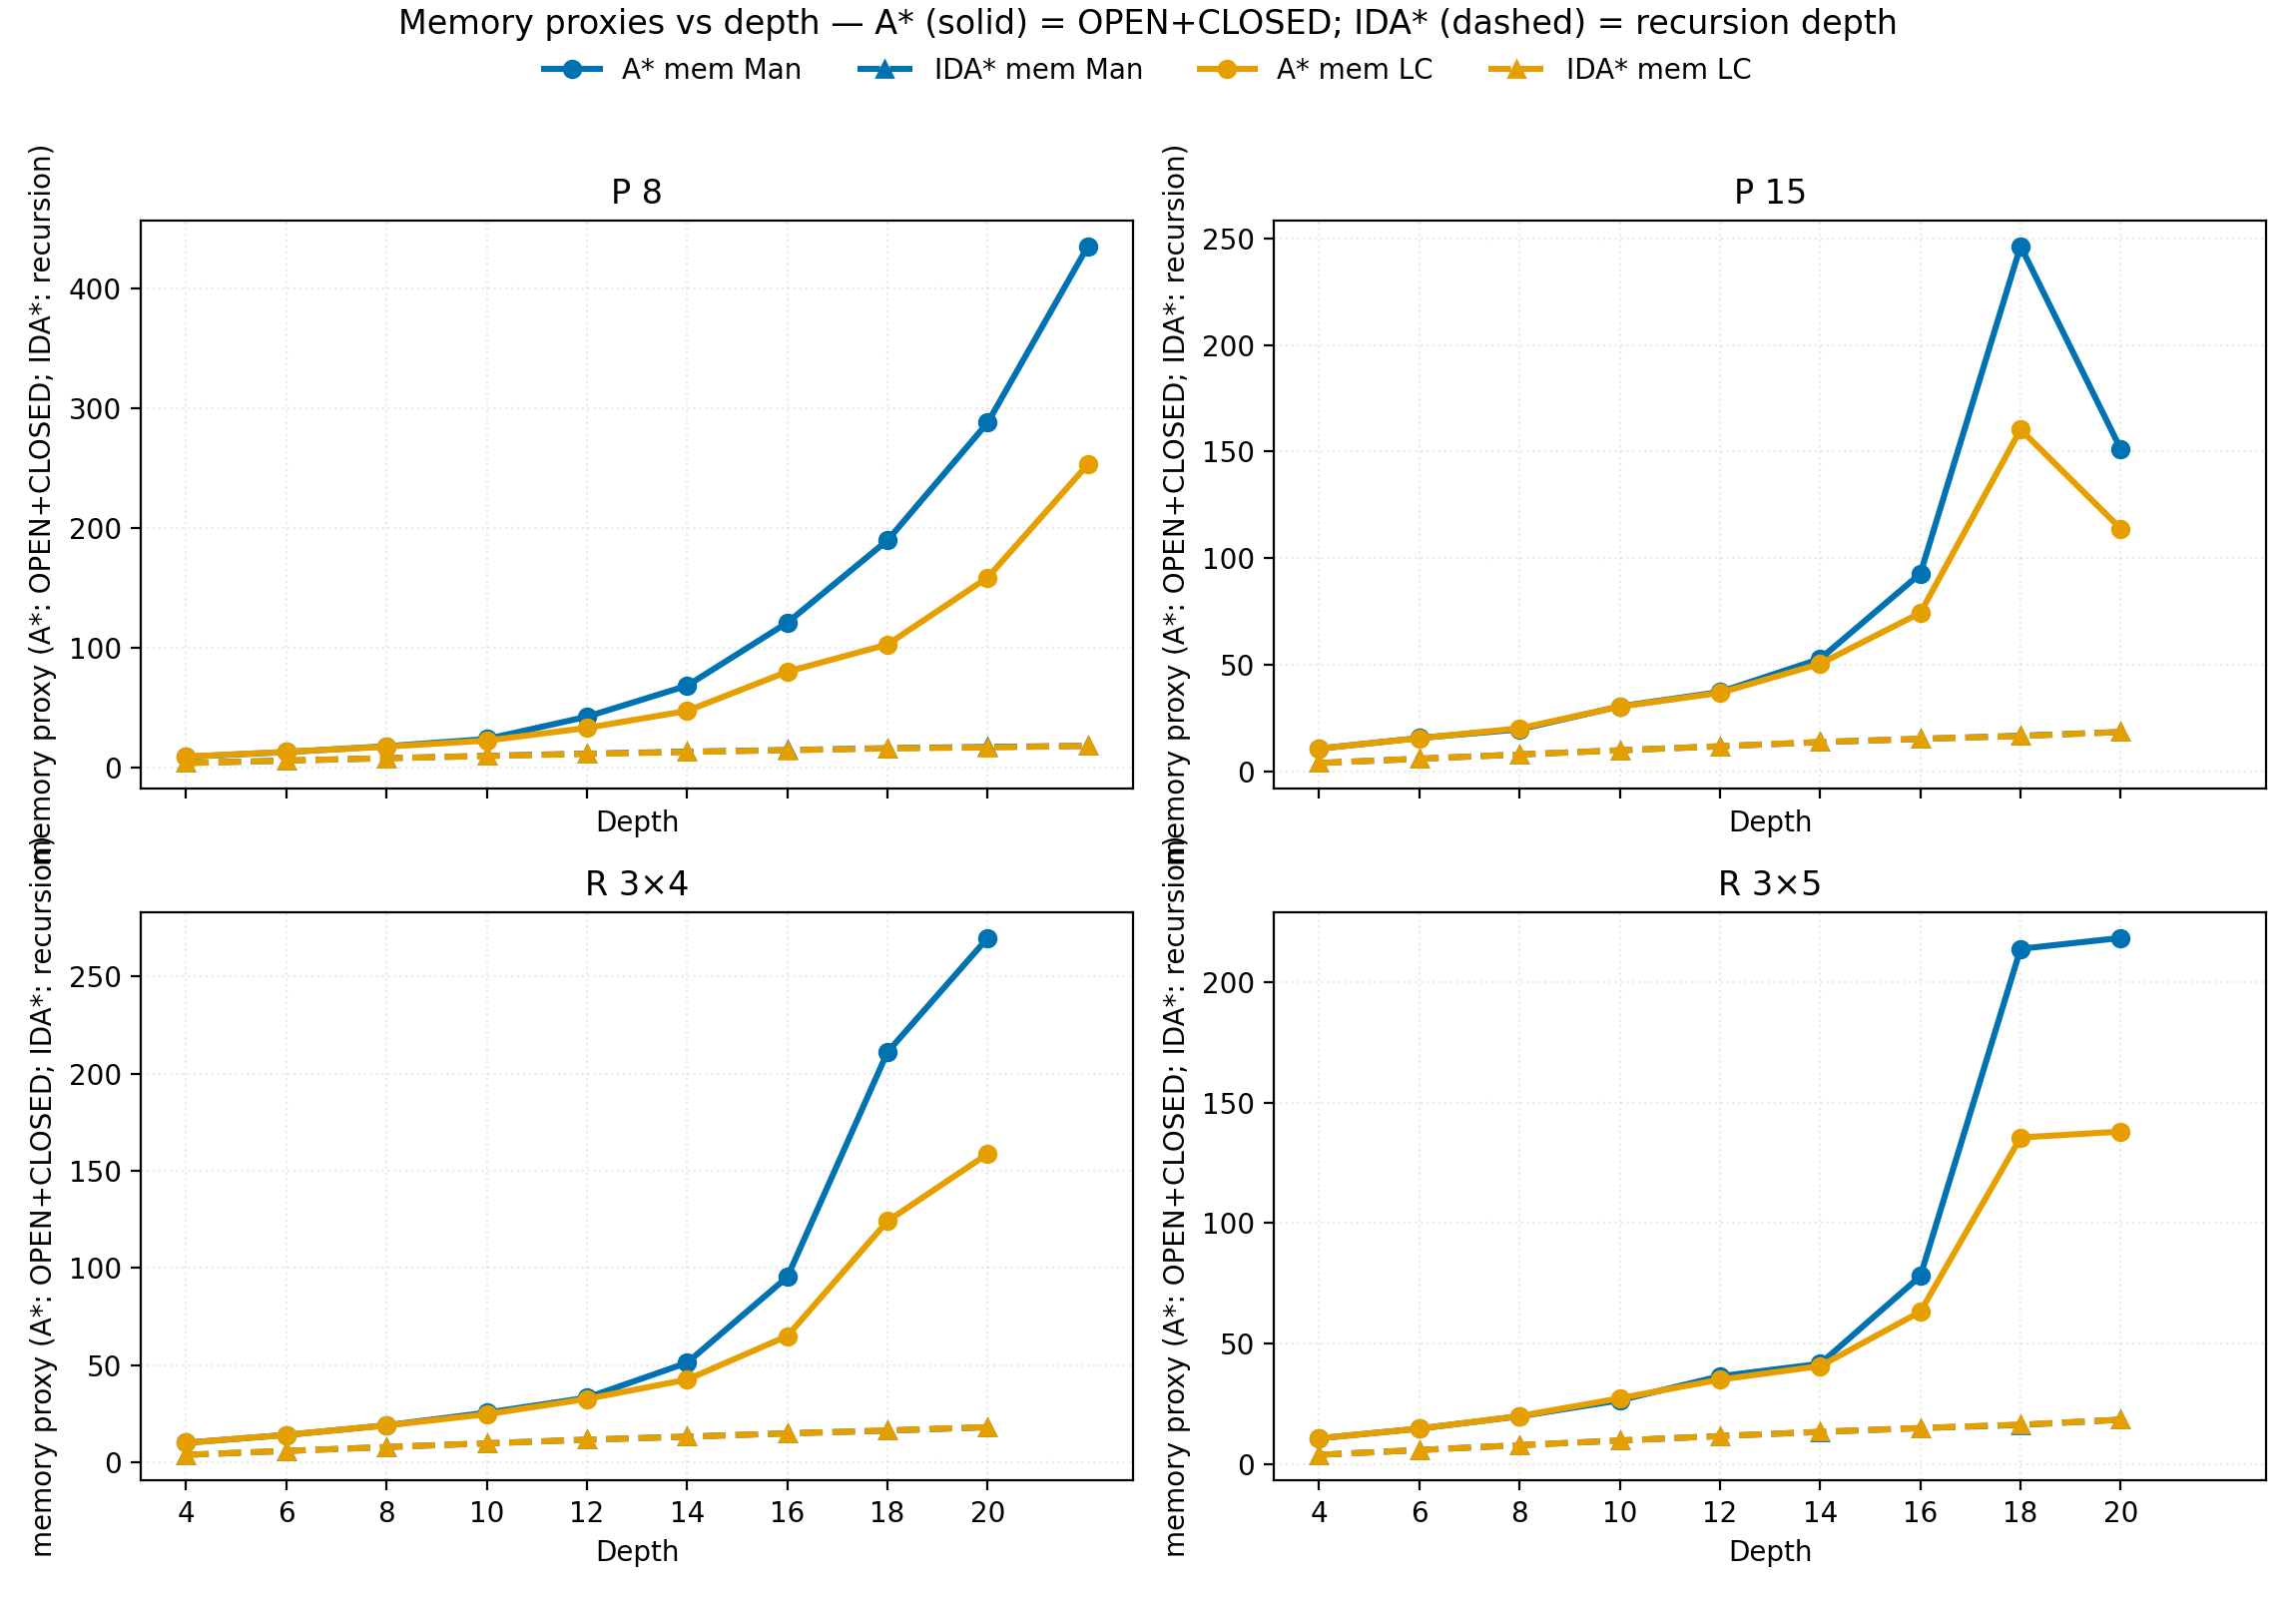 Memory proxies vs depth — A* (solid) = OPEN+CLOSED; IDA* (dashed) = recursion depth
A* mem Man
IDA* mem Man
A* mem LC
IDA* mem LC
P 8
memory proxy (A*: OPEN+CLOSED; IDA*: recursion)
400
300
200
100
0
Depth
P 15
memory proxy (A*: OPEN+CLOSED; IDA*: recursion)
250
200
150
100
50
0
Depth
R 3×4
memory proxy (A*: OPEN+CLOSED; IDA*: recursion)
250
200
150
100
50
0
4 6 8 10 12 14 16 18 20
Depth
R 3×5
memory proxy (A*: OPEN+CLOSED; IDA*: recursion)
200
150
100
50
0
4 6 8 10 12 14 16 18 20
Depth